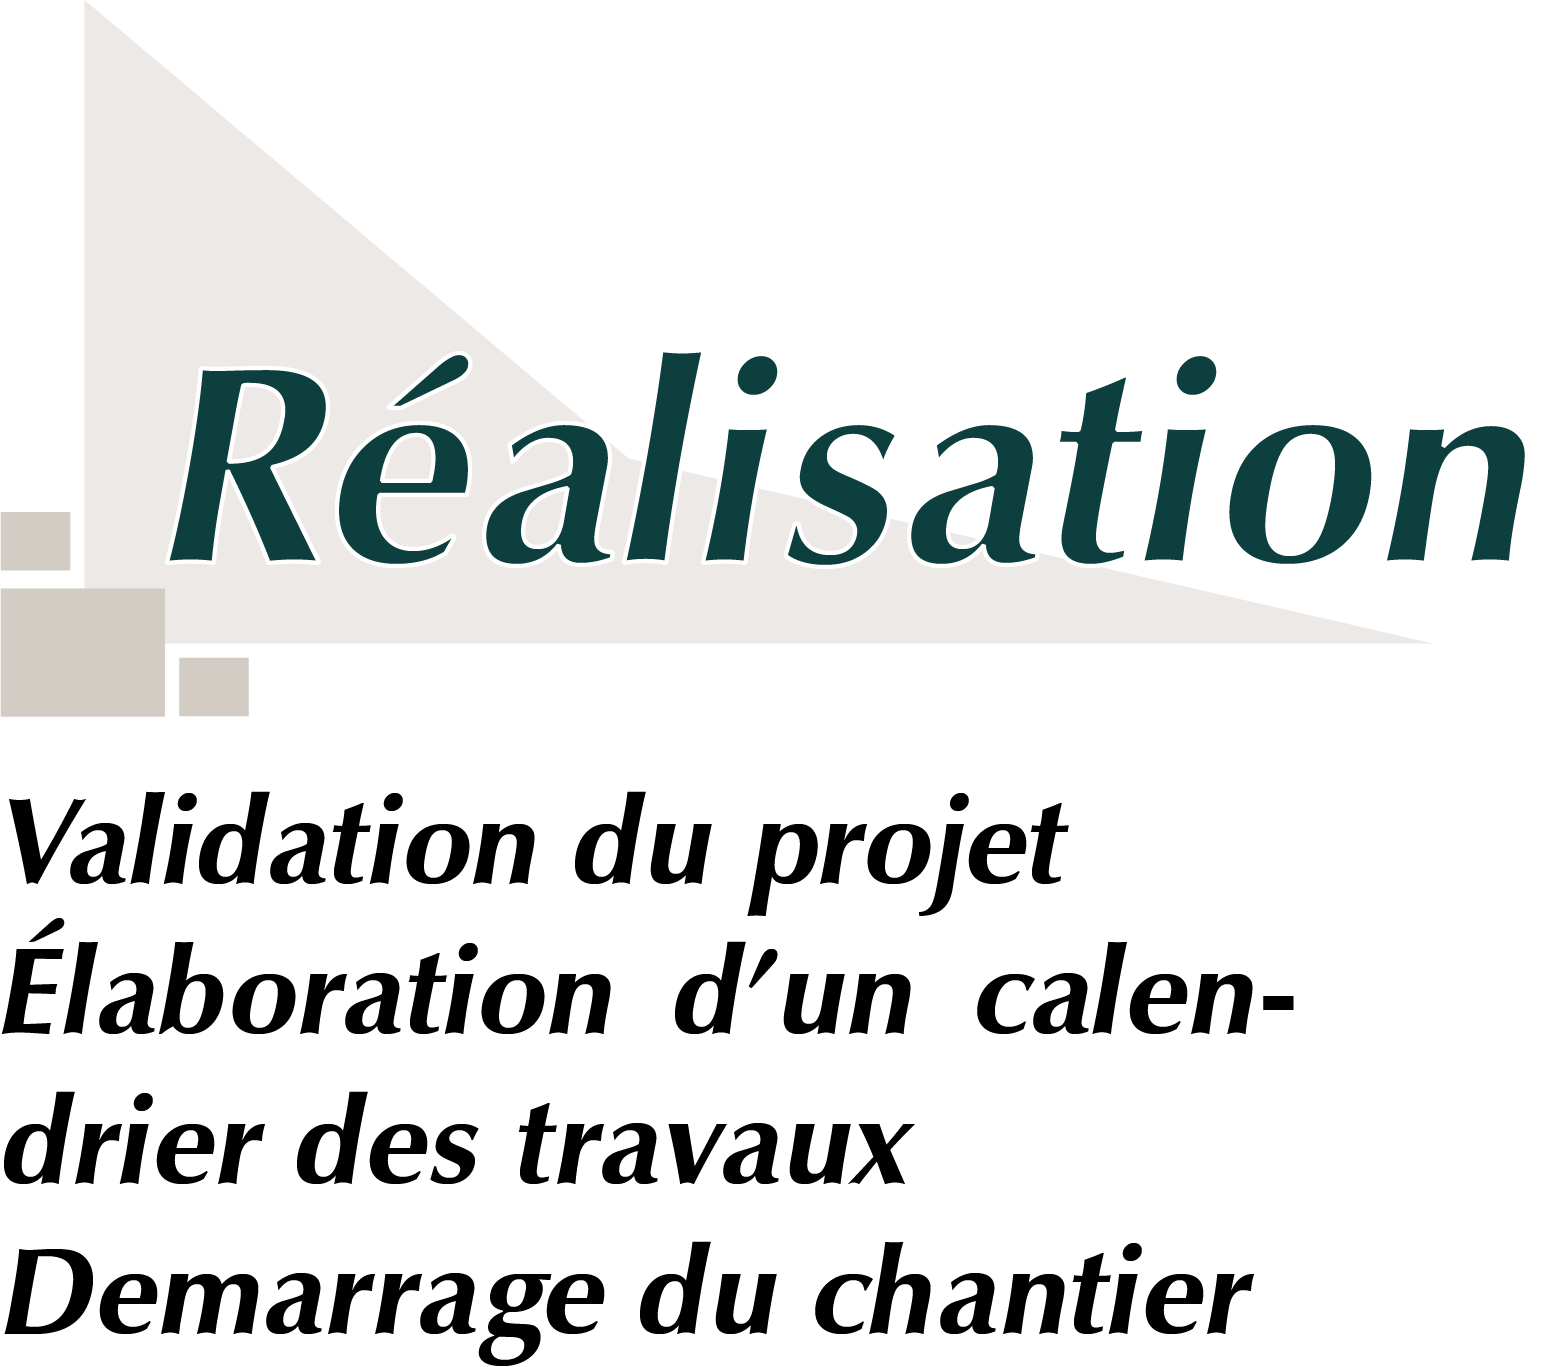 Réalisation
Validation du projet
Élaboration d’un calen-
drier des travaux
Demarrage du chantier